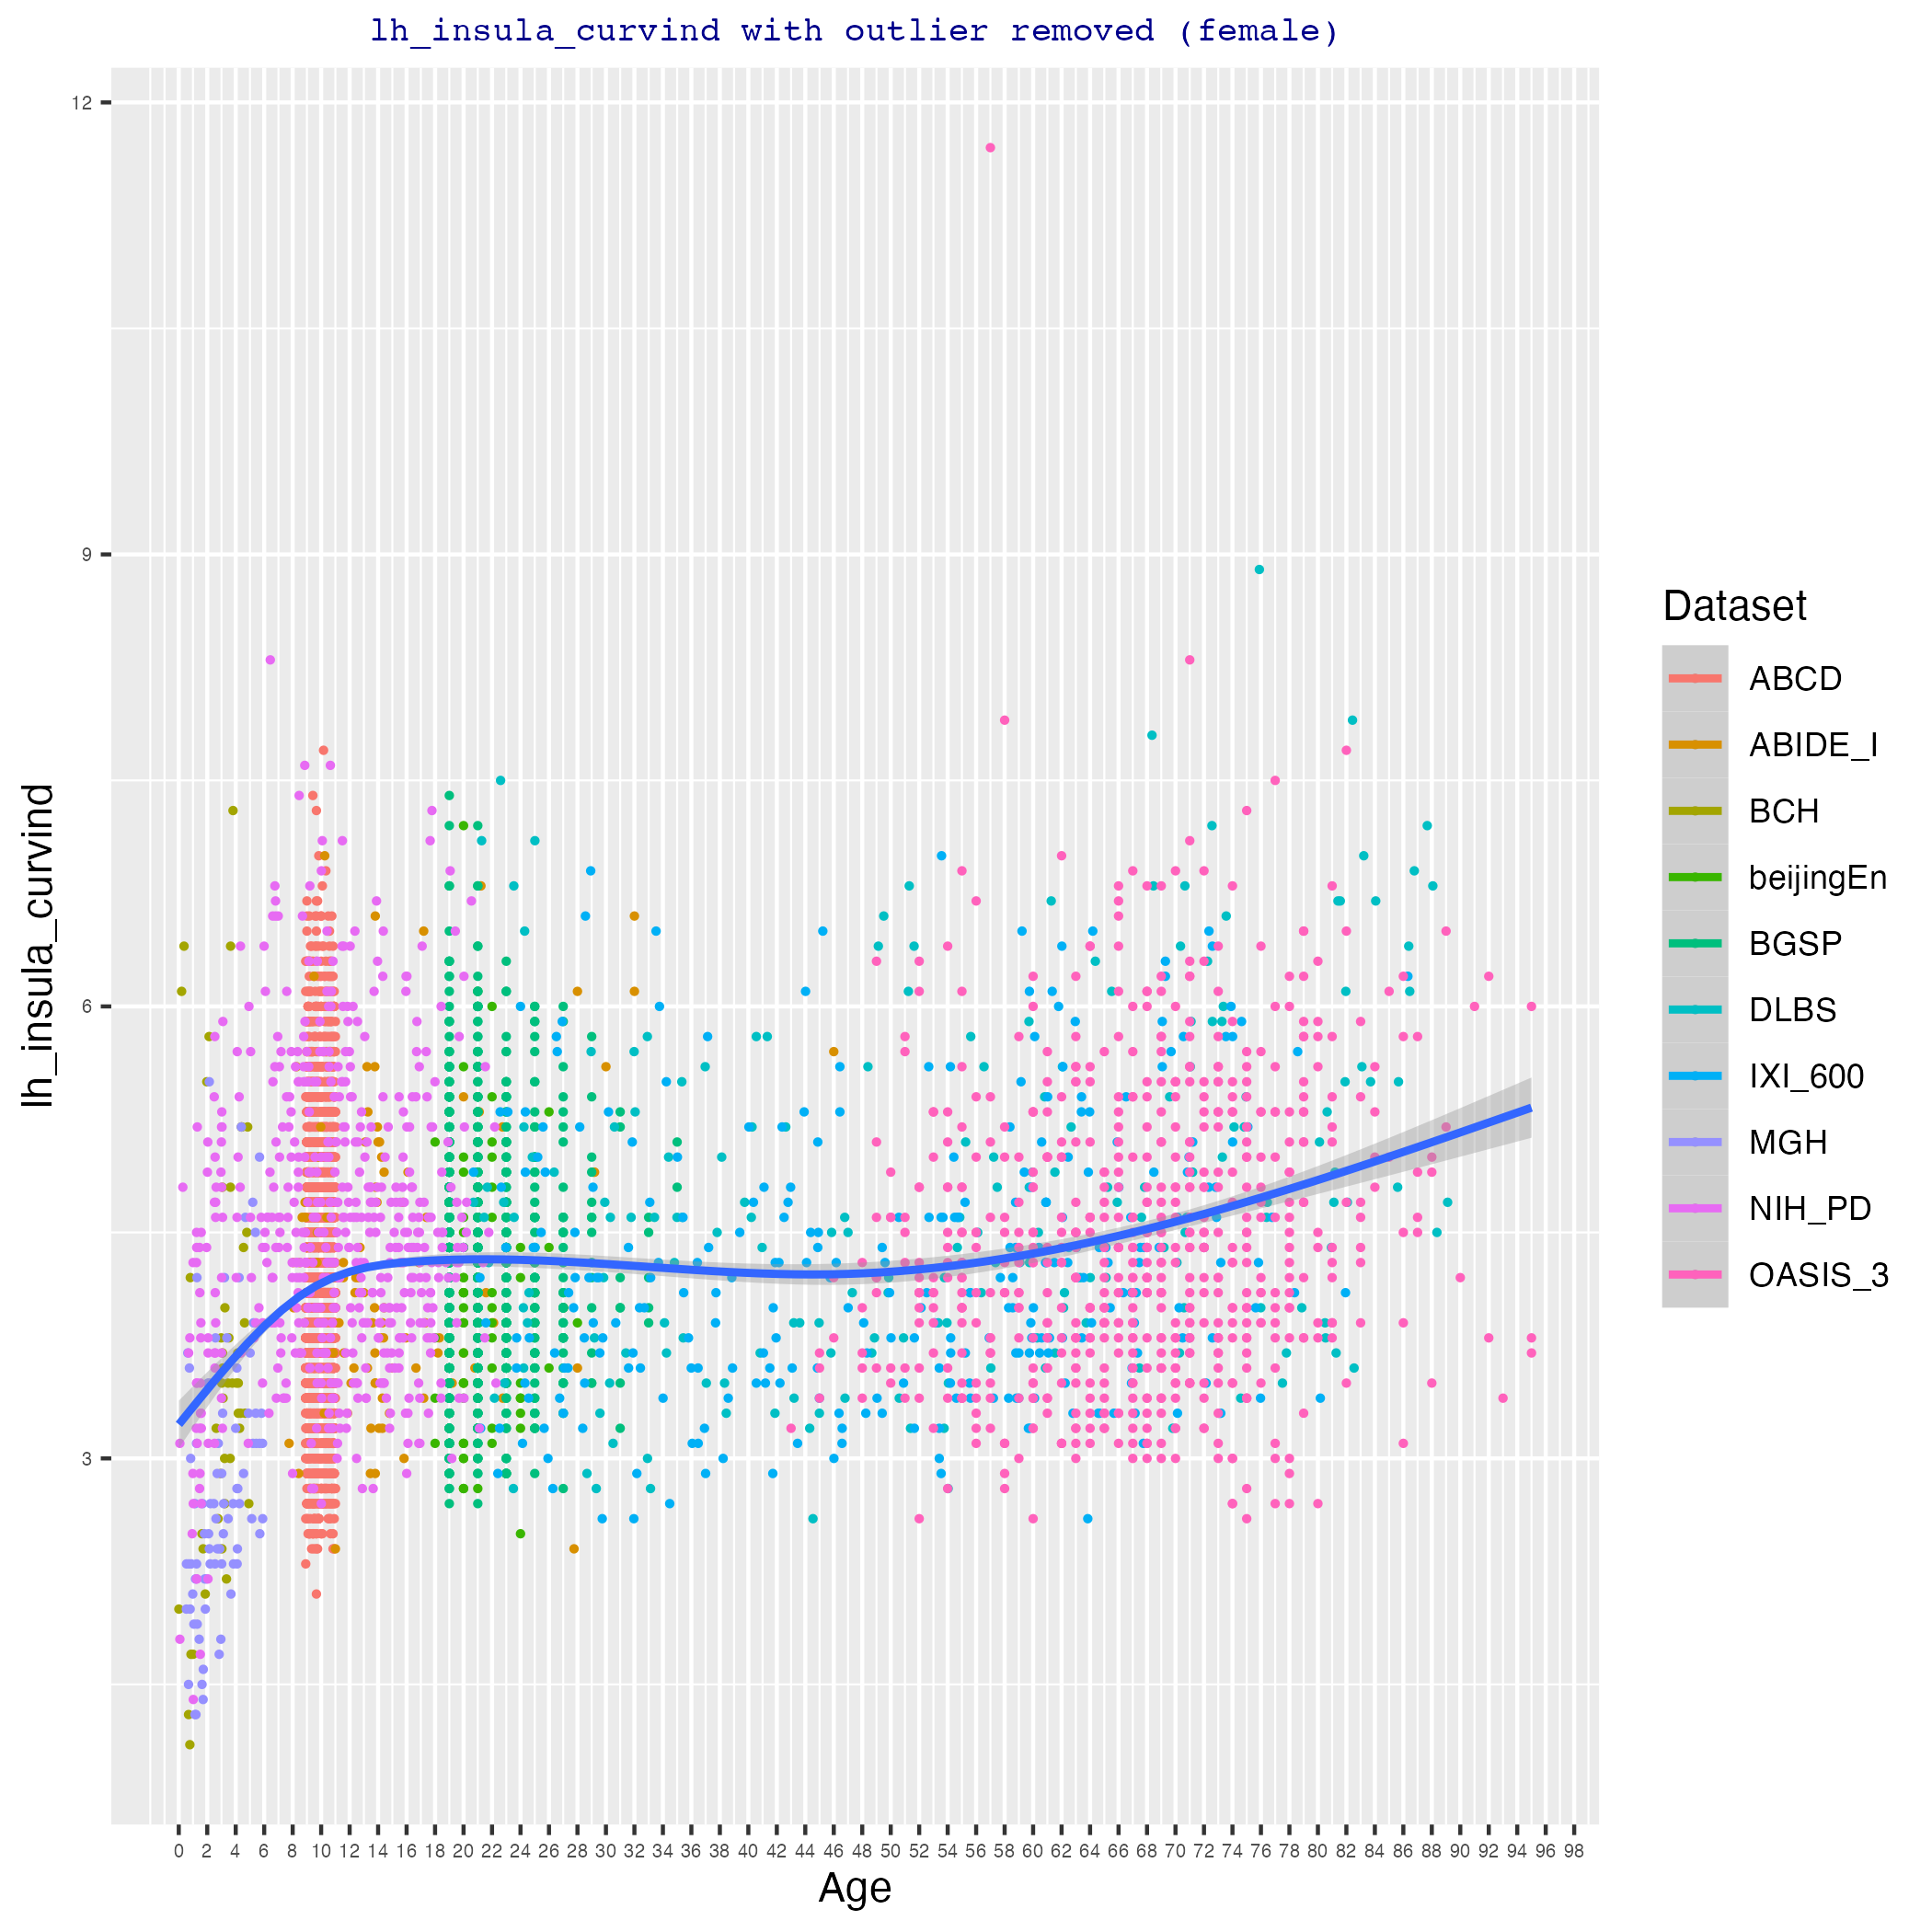 lh_insula_curvind with outlier removed (female)
12
9
6
3
lh_insula_curvind
0 2 4 6 8 10 12 14 16 18 20 22 24 26 28 30 32 34 36 38 40 42 44 46 48 50 52 54 56 58 60 62 64 66 68 70 72 74 76 78 80 82 84 86 88 90 92 94 96 98
Age
Dataset
ABCD
ABIDE_I
BCH
beijingEn
BGSP
DLBS
IXI_600
MGH
NIH_PD
OASIS_3